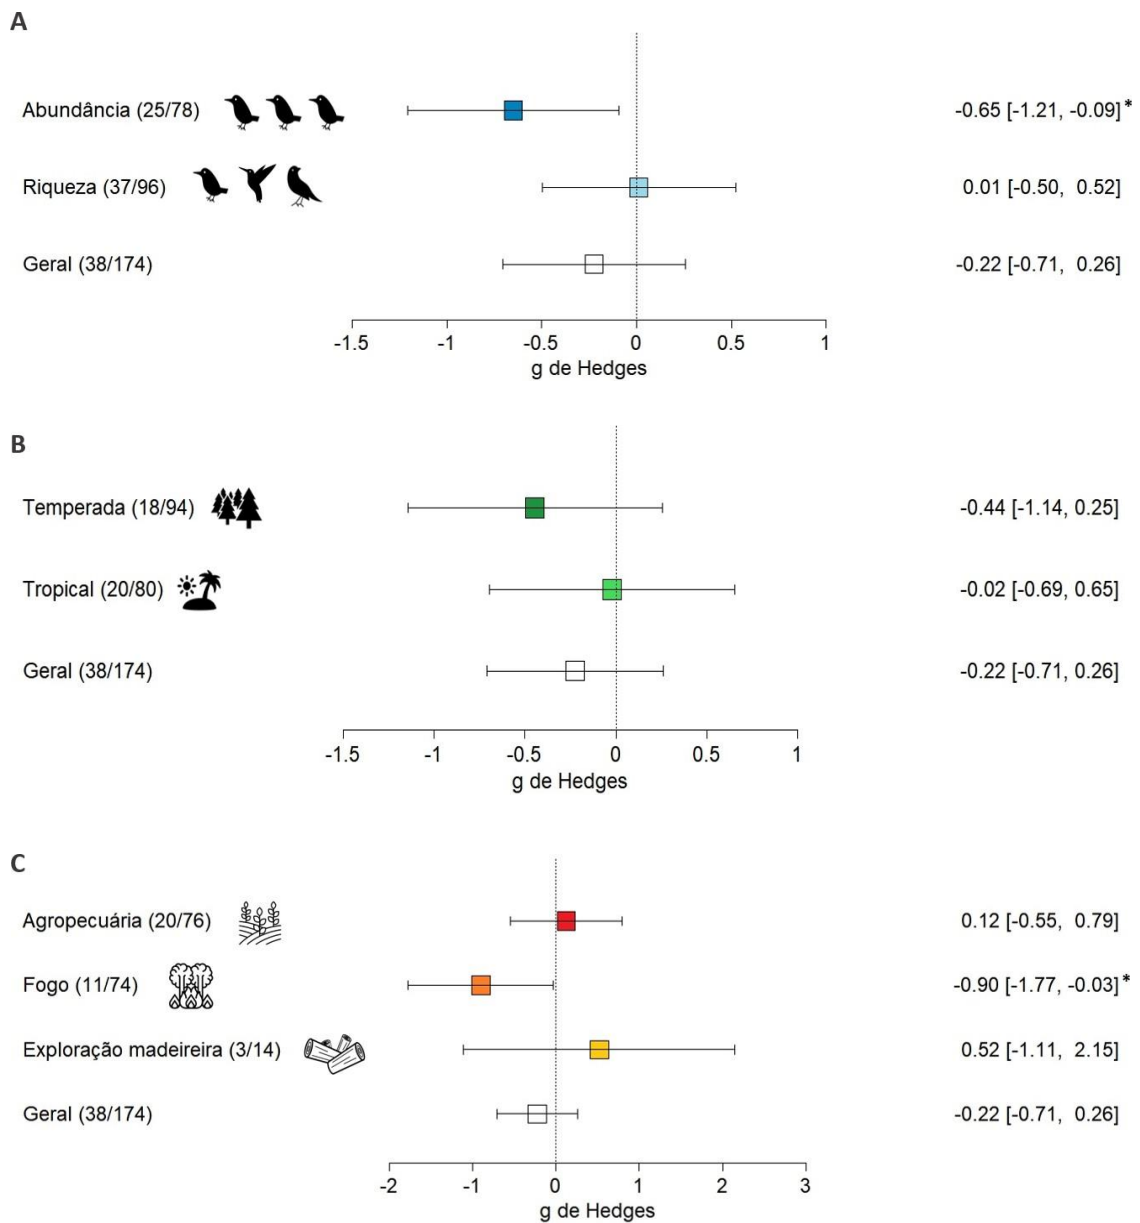 A
Abundância (25/78) -0.65 [-1.21, -0.09]*
Riqueza (37/96) 0.01 [-0.50, 0.52]
Geral (38/174) -0.22 [-0.71, 0.26]
-1.5 -1 -0.5 0 0.5 1
g de Hedges
B
Temperada (18/94) -0.44 [-1.14, 0.25]
Tropical (20/80) -0.02 [-0.69, 0.65]
Geral (38/174) -0.22 [-0.71, 0.26]
-1.5 -1 -0.5 0 0.5 1
g de Hedges
C
Agropecuária (20/76) 0.12 [-0.55, 0.79]
Fogo (11/74) -0.90 [-1.77, -0.03]*
Exploração madeireira (3/14) 0.52 [-1.11, 2.15]
Geral (38/174) -0.22 [-0.71, 0.26]
-2 -1 0 1 2 3
g de Hedges